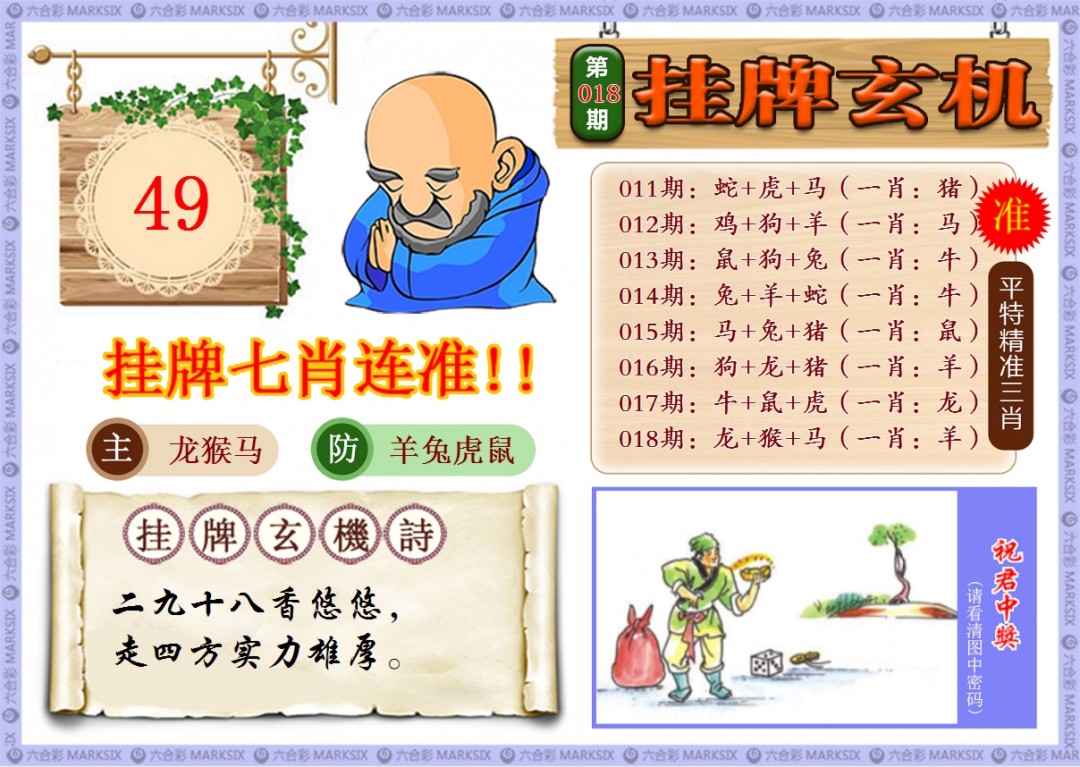 六合彩 MARKSIX
49
第
018
期
挂牌玄机
011期：蛇+虎+马（一肖：猪）
012期：鸡+狗+羊（一肖：马）
013期：鼠+狗+兔（一肖：牛）
014期：兔+羊+蛇（一肖：牛）
015期：马+兔+猪（一肖：鼠）
016期：狗+龙+猪（一肖：羊）
017期：牛+鼠+虎（一肖：龙）
018期：龙+猴+马（一肖：羊）
准
平特精准三肖
挂牌七肖连准!!
主 龙猴马
防 羊兔虎鼠
挂牌玄機詩
二九十八香悠悠，
走四方实力雄厚。
祝君中奖
（请看清图中密码）